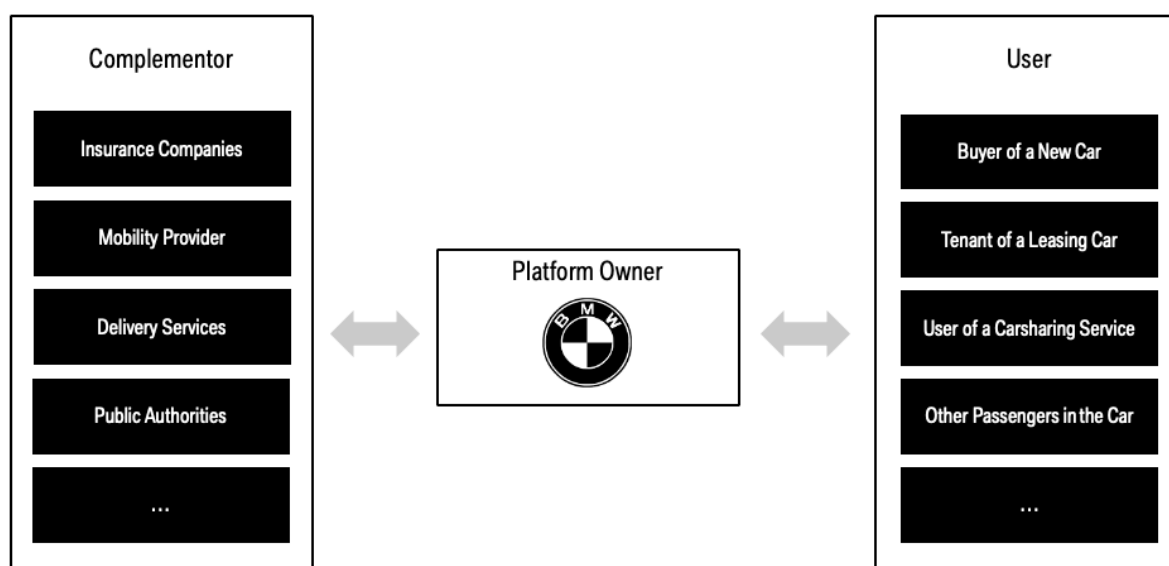 Complementor
Insurance Companies
Mobility Provider
Delivery Services
Public Authorities
...
Platform Owner
BMW
User
Buyer of a New Car
Tenant of a Leasing Car
User of a Carsharing Service
Other Passengers in the Car
...